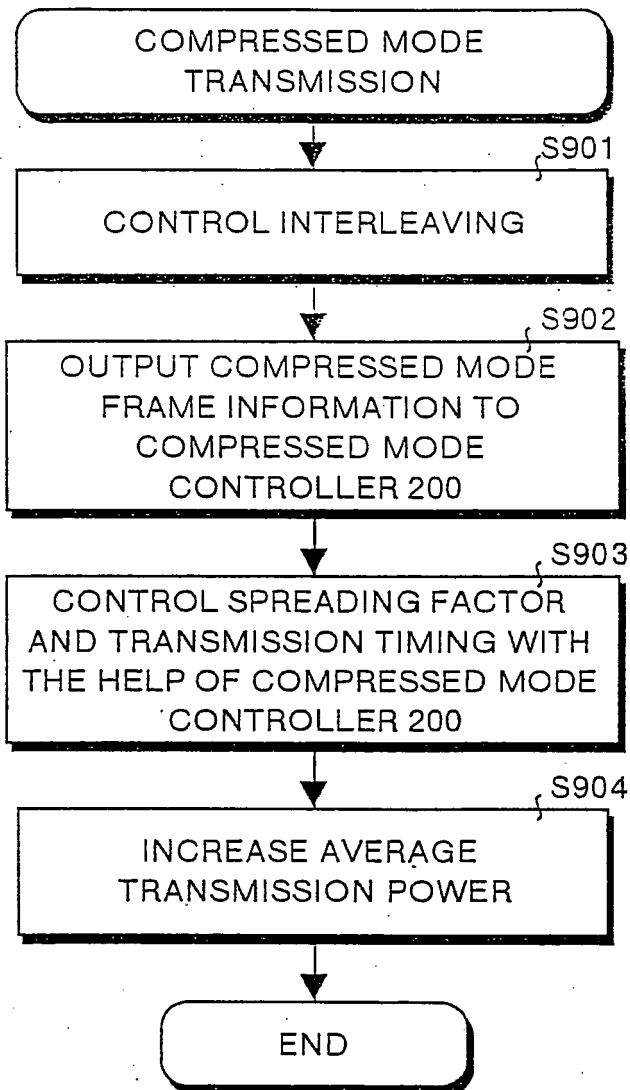 COMPRESSED MODE
TRANSMISSION
S901
CONTROL INTERLEAVING
S902
OUTPUT COMPRESSED MODE
FRAME INFORMATION TO
COMPRESSED MODE
CONTROLLER 200
S903
CONTROL SPREADING FACTOR
AND TRANSMISSION TIMING WITH
THE HELP OF COMPRESSED MODE
CONTROLLER 200
S904
INCREASE AVERAGE
TRANSMISSION POWER
END